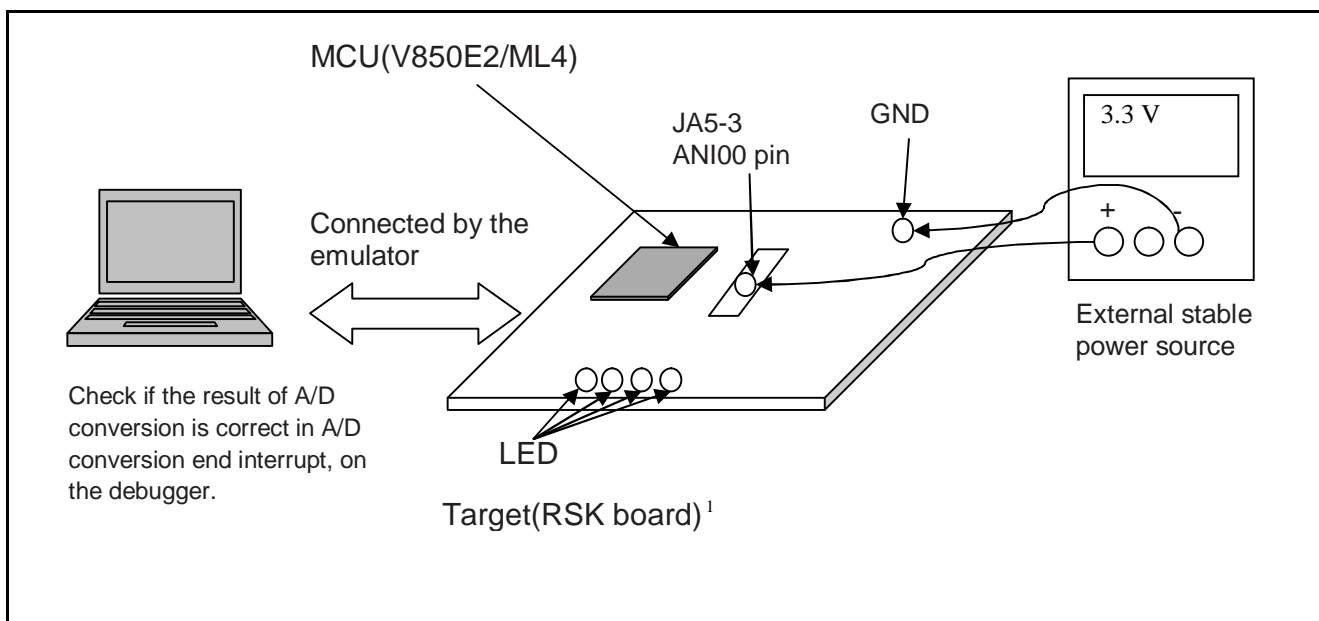 MCU(V850E2/ML4)
JA5-3
ANI00 pin
GND
3.3 V
+
-
Connected by the
emulator
External stable
power source
Check if the result of A/D
conversion is correct in A/D
conversion end interrupt, on
the debugger.
LED
Target(RSK board) 1